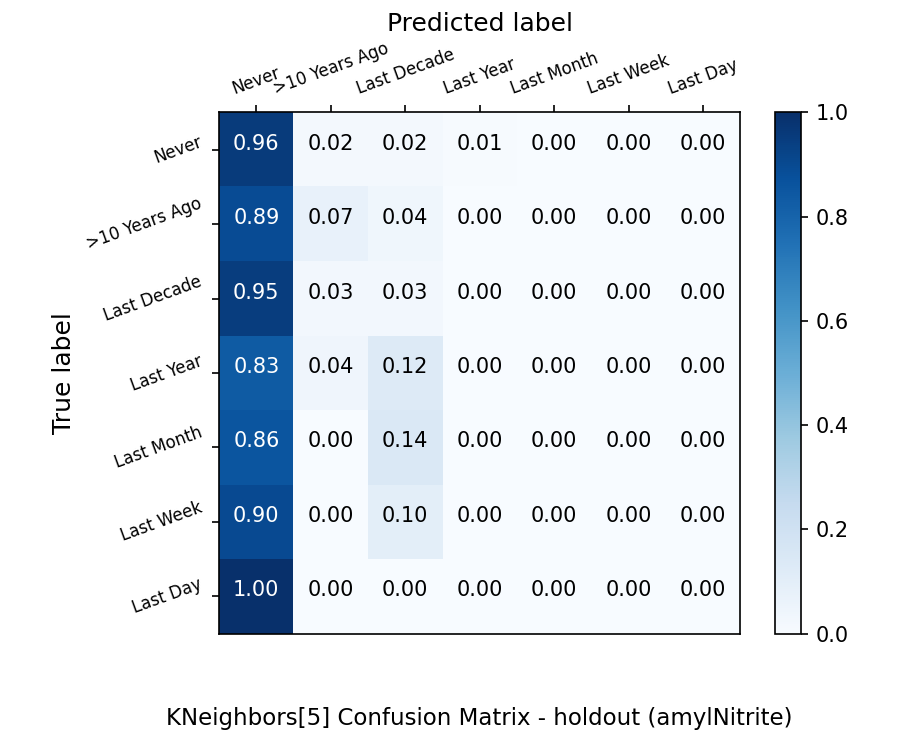 Predicted label
Never >10 Years Ago Last Decade Last Year Last Month Last Week Last Day
True label
Never 0.96 0.02 0.02 0.01 0.00 0.00 0.00
>10 Years Ago 0.89 0.07 0.04 0.00 0.00 0.00 0.00
Last Decade 0.95 0.03 0.03 0.00 0.00 0.00 0.00
Last Year 0.83 0.04 0.12 0.00 0.00 0.00 0.00
Last Month 0.86 0.00 0.14 0.00 0.00 0.00 0.00
Last Week 0.90 0.00 0.10 0.00 0.00 0.00 0.00
Last Day 1.00 0.00 0.00 0.00 0.00 0.00 0.00
1.0
0.8
0.6
0.4
0.2
0.0
KNeighbors[5] Confusion Matrix - holdout (amylNitrite)